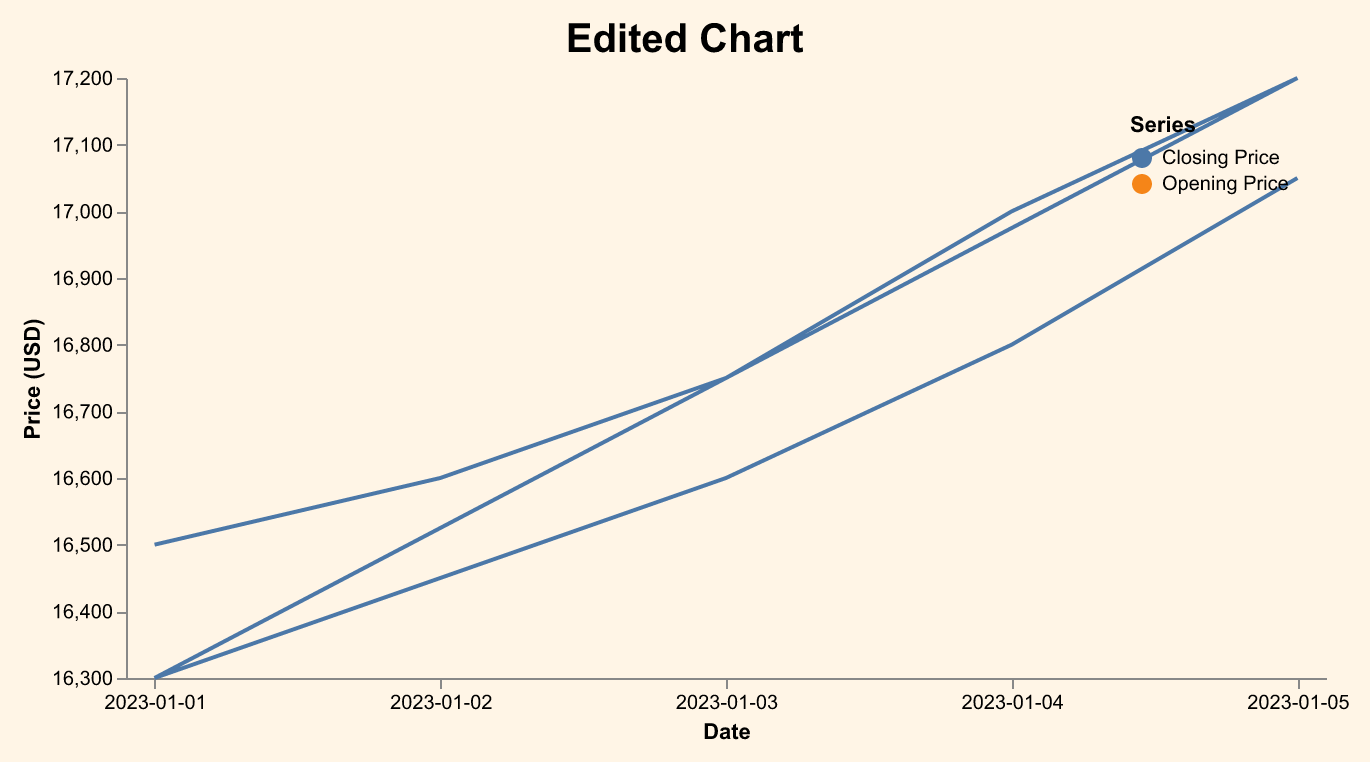 Edited Chart
17,200
17,100
17,000
16,900
16,800
16,700
16,600
16,500
16,400
16,300
Price (USD)
Series
Closing Price
Opening Price
2023-01-01 2023-01-02 2023-01-03 2023-01-04 2023-01-05
Date